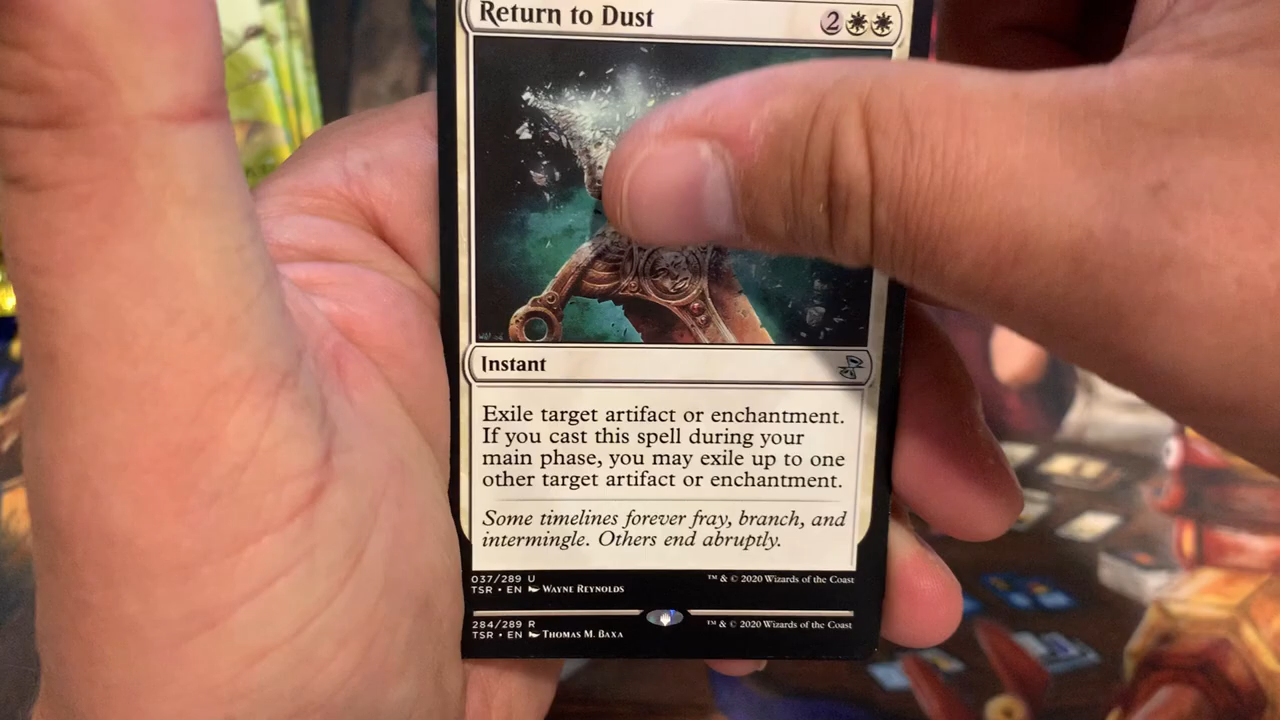 Return to Dust 2
Instant
Exile target artifact or enchantment.
If you cast this spell during your
main phase, you may exile up to one
other target artifact or enchantment.
Some timelines forever fray, branch, and
intermingle. Others end abruptly.
037/289 U ™ & © 2020 Wizards of the Coast
TSR • EN Wayne Reynolds
284/289 R ™ & © 2020 Wizards of the Coast
TSR • EN Thomas M. Baxa